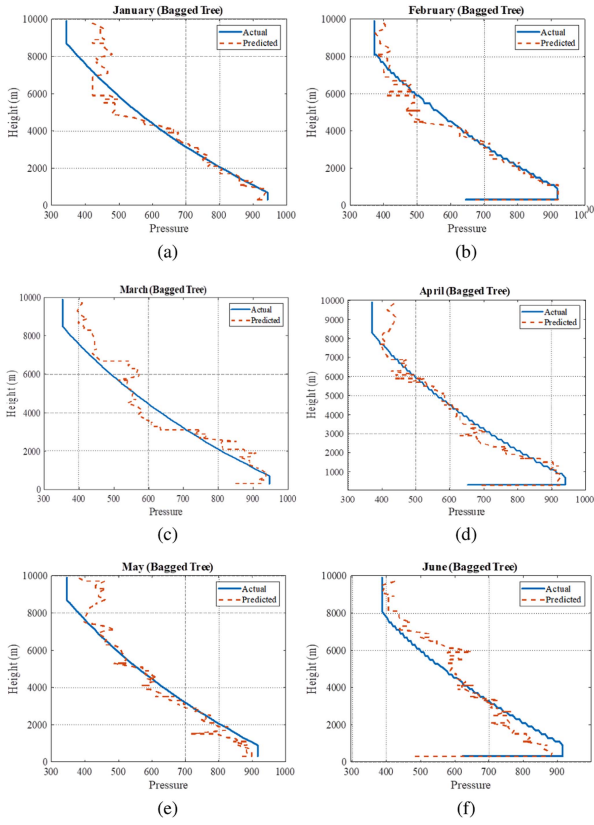 January (Bagged Tree)
February (Bagged Tree)
Height (m)
10000
8000
6000
4000
2000
0
Actual
Predicted
300 400 500 600 700 800 900 1000
Pressure
(a)
Height (m)
10000
8000
6000
4000
2000
0
Actual
Predicted
300 400 500 600 700 800 900
Pressure
(b)
March (Bagged Tree)
April (Bagged Tree)
Height (m)
10000
8000
6000
4000
2000
0
Actual
Predicted
300 400 500 600 700 800 900 1000
Pressure
(c)
Height (m)
10000
9000
8000
7000
6000
5000
4000
3000
2000
1000
Actual
Predicted
300 400 500 600 700 800 900 1000
Pressure
(d)
May (Bagged Tree)
June (Bagged Tree)
Height (m)
10000
8000
6000
4000
2000
0
Actual
Predicted
300 400 500 600 700 800 900 1000
Pressure
(e)
Height (m)
10000
8000
6000
4000
2000
0
Actual
Predicted
300 400 500 600 700 800 900
Pressure
(f)